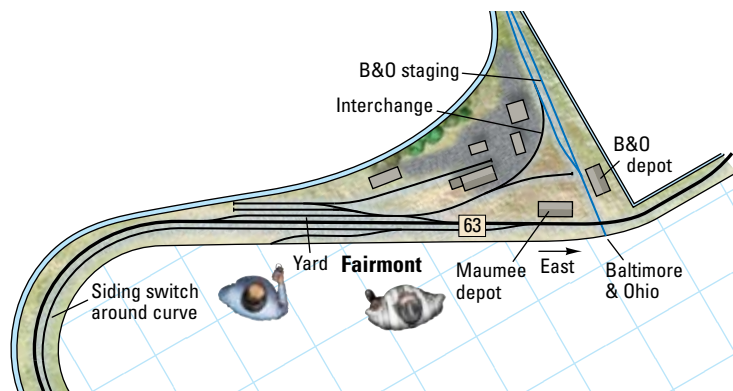 B&O staging
Interchange
B&O
depot
63
Yard
Fairmont
Maumee
depot
East
Baltimore
& Ohio
Siding switch
around curve